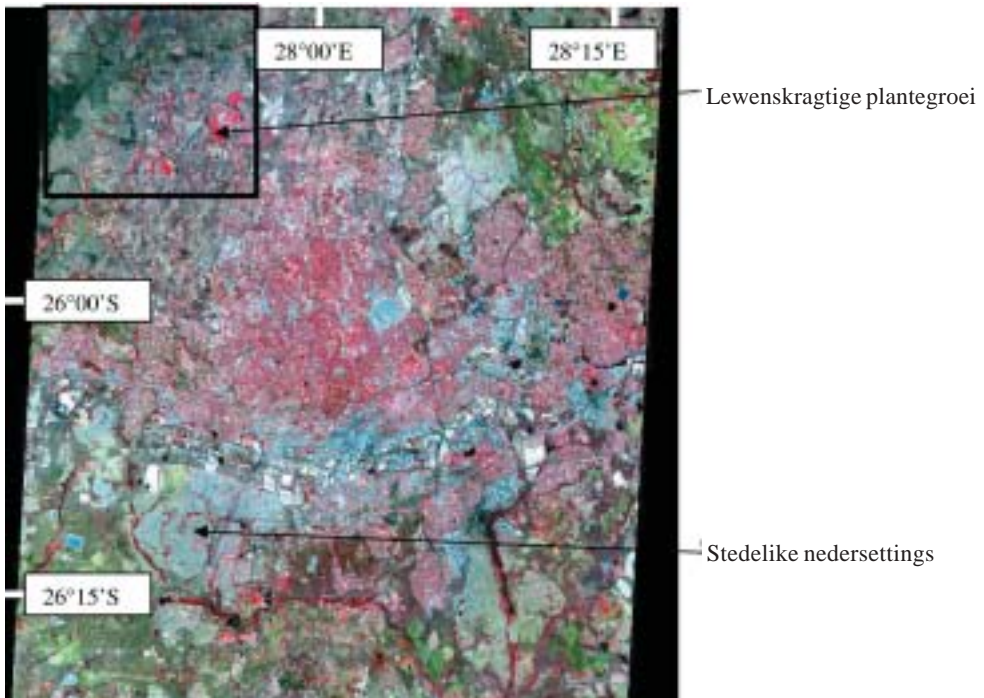 28°00'E
28°15'E
Lewenskragtige plantegroei
26°00'S
Stedelike nedersettings
26°15'S